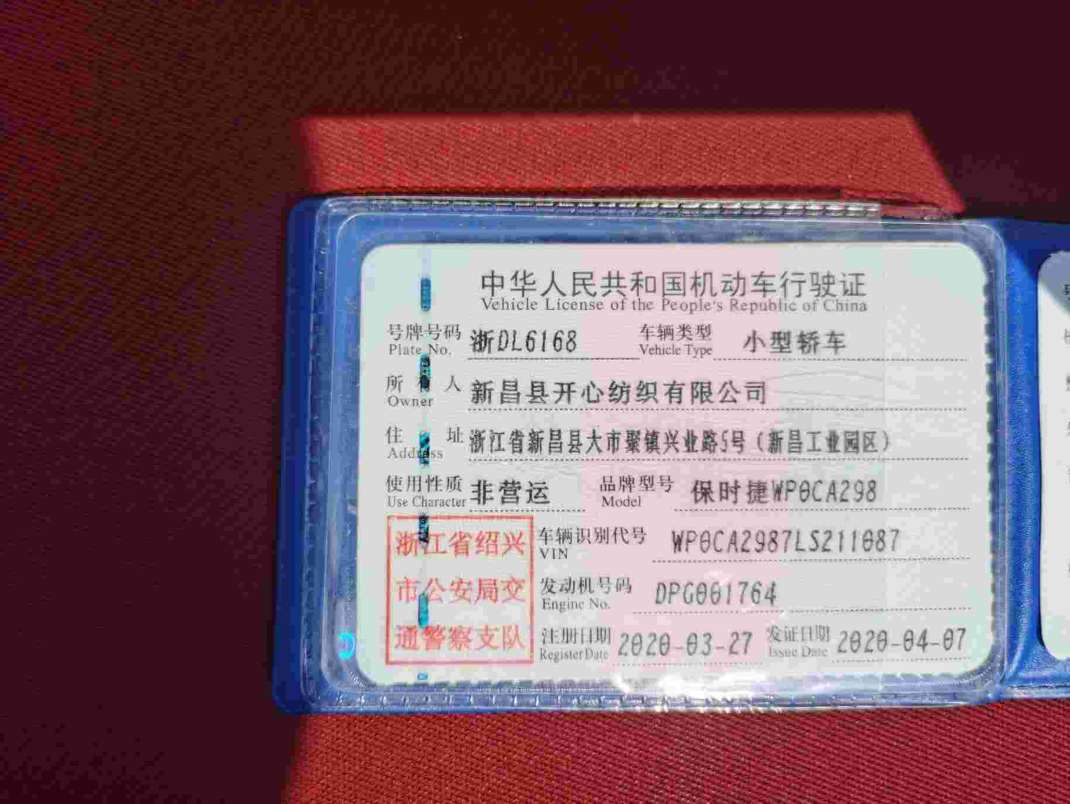 中华人民共和国机动车行驶证
Vehicle License of the People's Republic of China
号牌号码 浙DL6168 车辆类型 小型轿车
Plate No. Vehicle Type
所有人 新昌县开心纺织有限公司
Owner
住址 浙江省新昌县大市聚镇兴业路5号(新昌工业园区)
Address
使用性质 非营运 品牌型号 保时捷WP0CA298
Use Character Model
浙江省绍兴 车辆识别代号 WP0CA2987LS211087
VIN
市公安局交 发动机号码 DPG001764
Engine No.
通警察支队 注册日期 2020-03-27 发证日期 2020-04-07
Register Date Issue Date